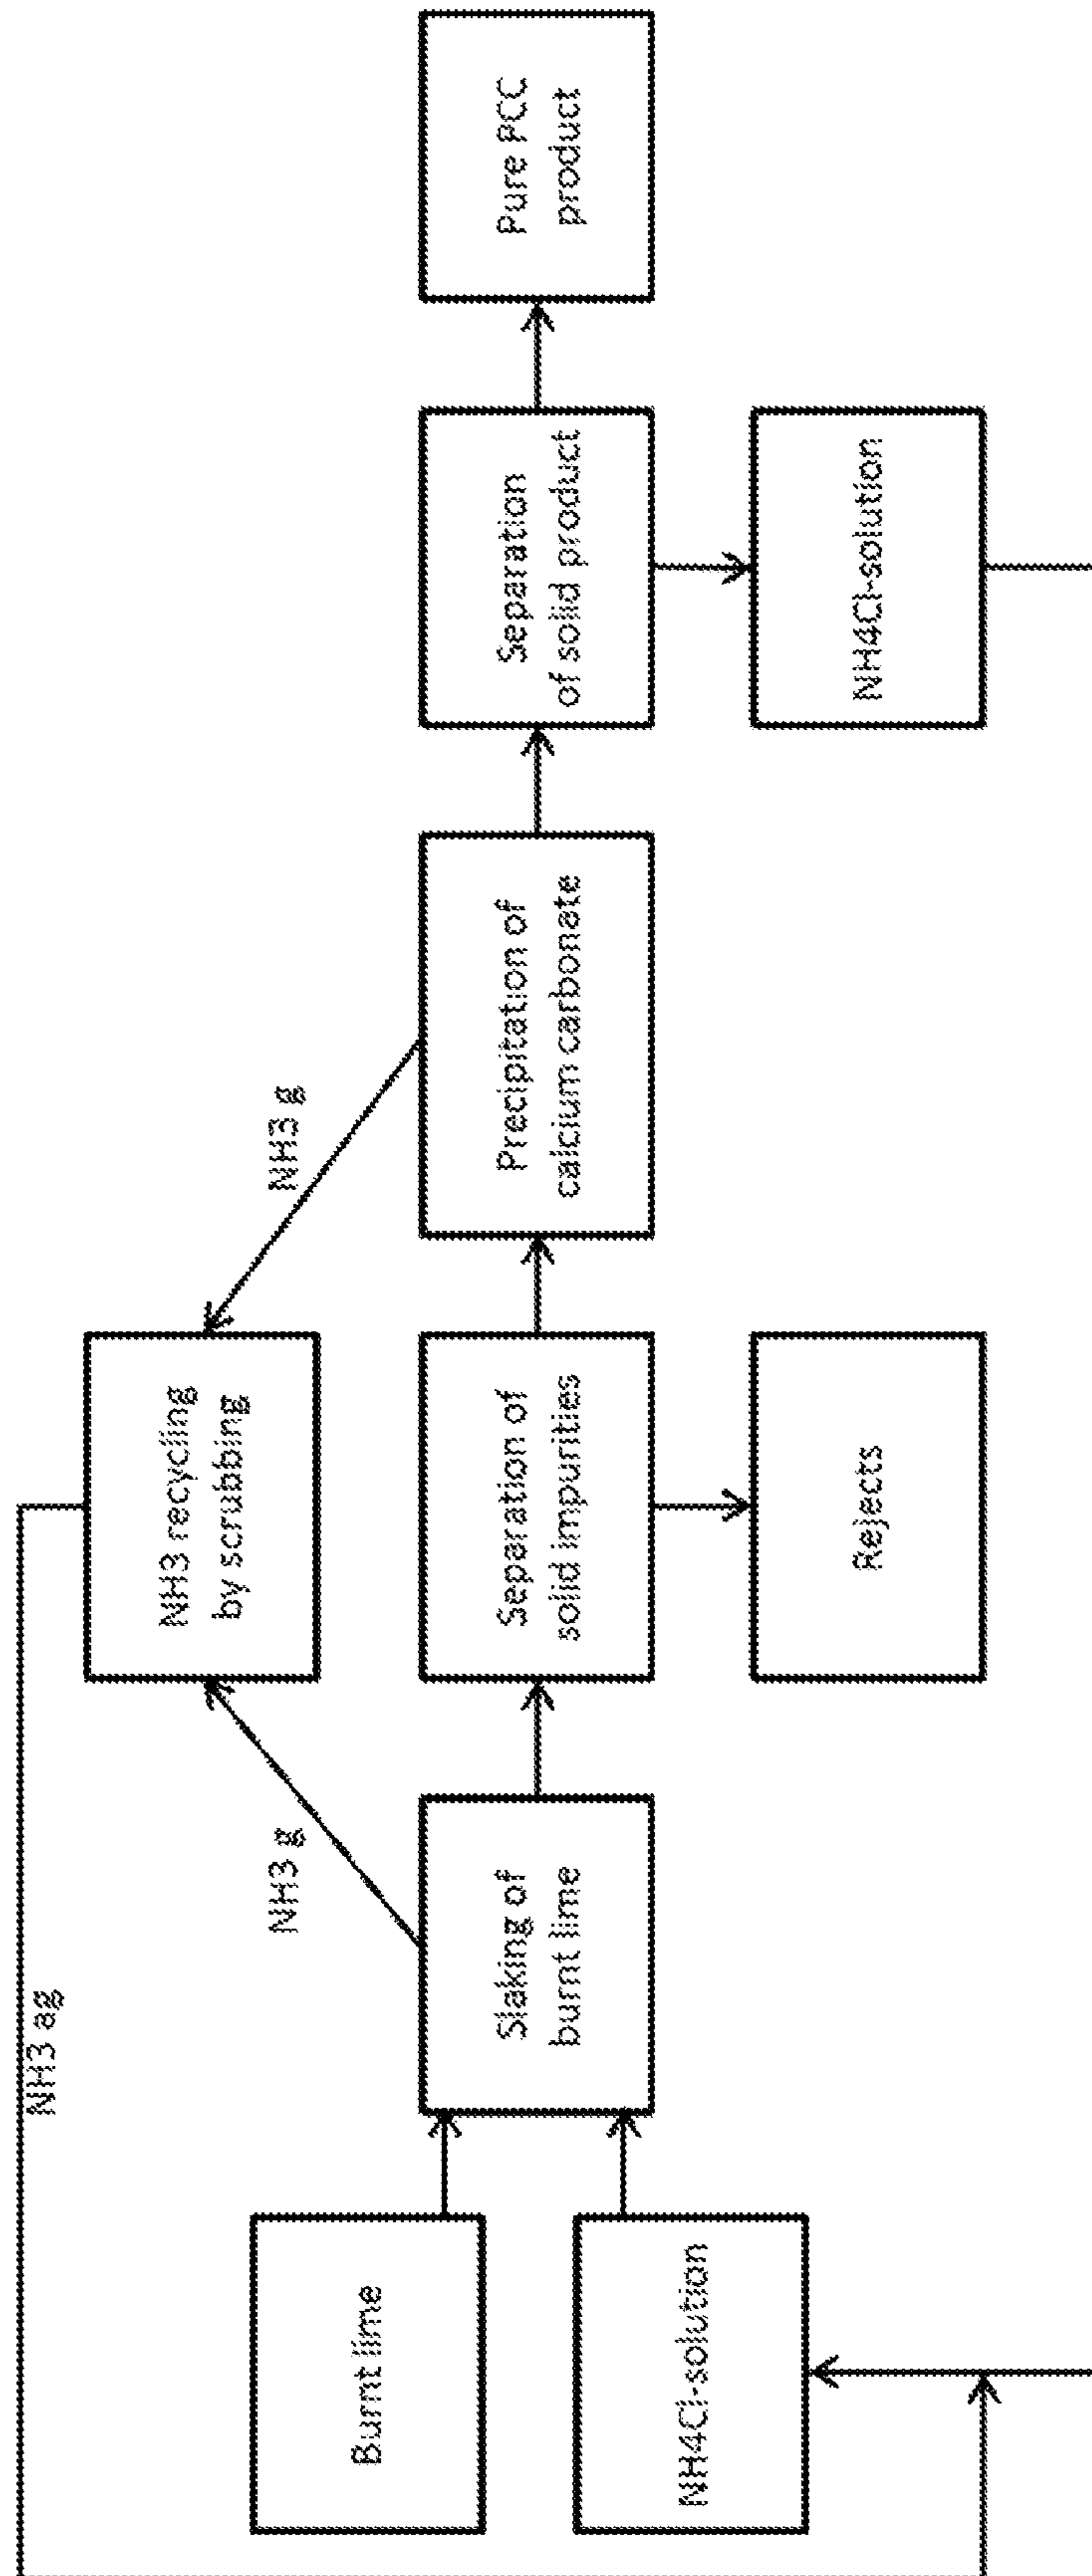 NH3 ag
NH3 g
NH3 g
NH3 recycling
by scrubbing
Burnt lime
NH4Cl-solution
Slaking of
burnt lime
Separation of
solid impurities
Precipitation of
calcium carbonate
Separation
of solid product
Pure PCC
product
Rejects
NH4Cl-solution